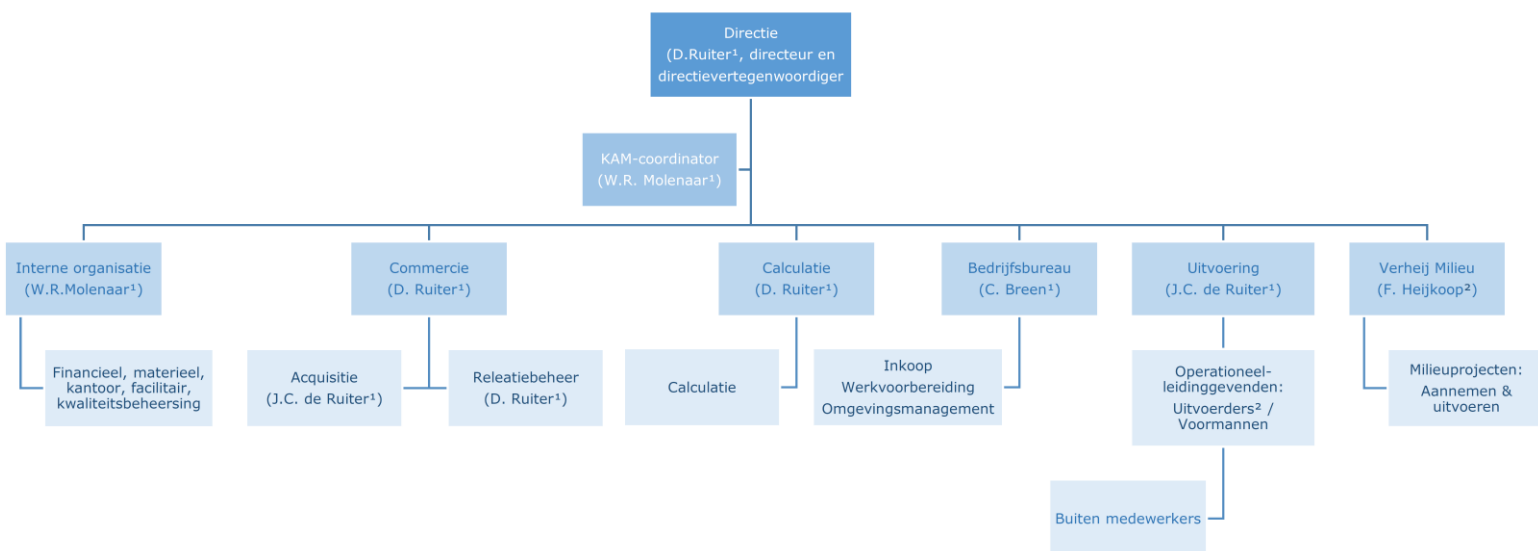 Directie
(D.Ruiter¹, directeur en
directievertegenwoordiger
KAM-coordinator
(W.R. Molenaar¹)
Interne organisatie
(W.R.Molenaar¹)
Commercie
(D. Ruiter¹)
Calculatie
(D. Ruiter¹)
Bedrijfsbureau
(C. Breen¹)
Uitvoering
(J.C. de Ruiter¹)
Verheij Milieu
(F. Heijkoop²)
Financieel, materieel,
kantoor, facilitair,
kwaliteitsbeheersing
Acquisitie
(J.C. de Ruiter¹)
Releatiebeheer
(D. Ruiter¹)
Calculatie
Inkoop
Werkvoorbereiding
Omgevingsmanagement
Operationeel-
leidinggevenden:
Uitvoerders² /
Voormannen
Milieuprojecten:
Aannemen &
uitvoeren
Buiten medewerkers